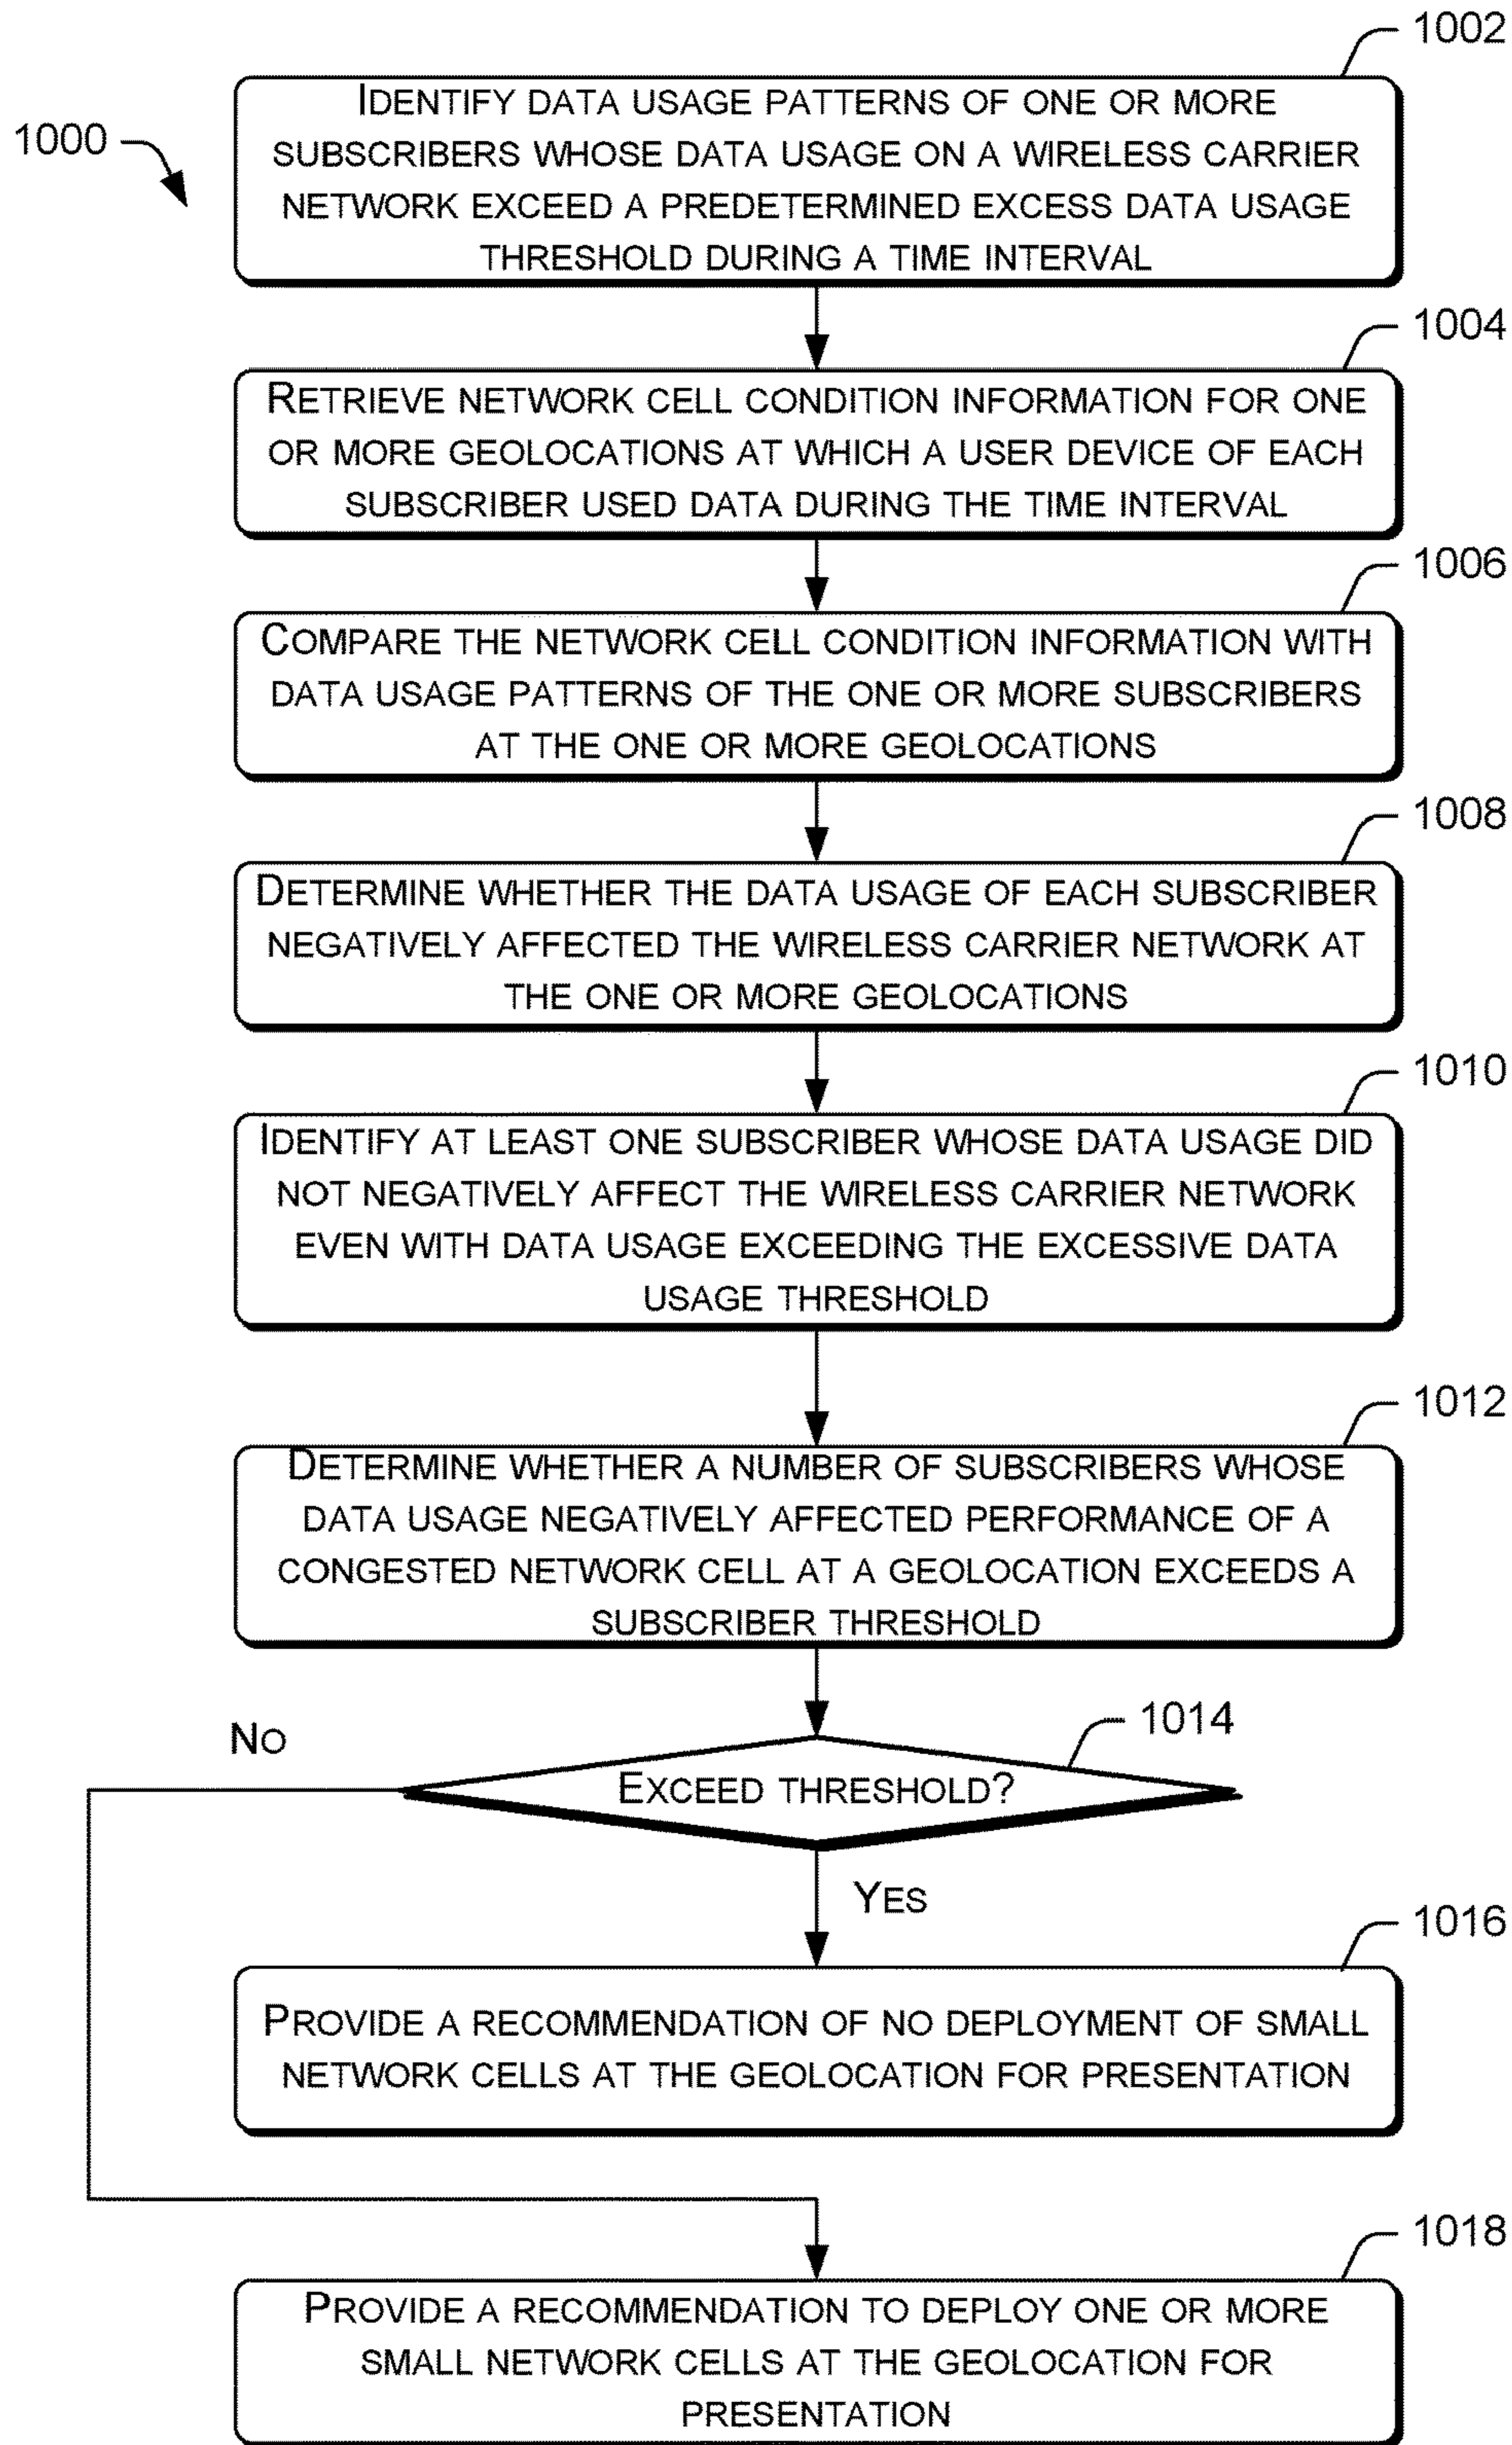 1002
IDENTIFY DATA USAGE PATTERNS OF ONE OR MORE
SUBSCRIBERS WHOSE DATA USAGE ON A WIRELESS CARRIER
NETWORK EXCEED A PREDETERMINED EXCESS DATA USAGE
THRESHOLD DURING A TIME INTERVAL
1000
1004
RETRIEVE NETWORK CELL CONDITION INFORMATION FOR ONE
OR MORE GEOLOCATIONS AT WHICH A USER DEVICE OF EACH
SUBSCRIBER USED DATA DURING THE TIME INTERVAL
1006
COMPARE THE NETWORK CELL CONDITION INFORMATION WITH
DATA USAGE PATTERNS OF THE ONE OR MORE SUBSCRIBERS
AT THE ONE OR MORE GEOLOCATIONS
1008
DETERMINE WHETHER THE DATA USAGE OF EACH SUBSCRIBER
NEGATIVELY AFFECTED THE WIRELESS CARRIER NETWORK AT
THE ONE OR MORE GEOLOCATIONS
1010
IDENTIFY AT LEAST ONE SUBSCRIBER WHOSE DATA USAGE DID
NOT NEGATIVELY AFFECT THE WIRELESS CARRIER NETWORK
EVEN WITH DATA USAGE EXCEEDING THE EXCESSIVE DATA
USAGE THRESHOLD
1012
DETERMINE WHETHER A NUMBER OF SUBSCRIBERS WHOSE
DATA USAGE NEGATIVELY AFFECTED PERFORMANCE OF A
CONGESTED NETWORK CELL AT A GEOLOCATION EXCEEDS A
SUBSCRIBER THRESHOLD
1014
NO
EXCEED THRESHOLD?
YES
1016
PROVIDE A RECOMMENDATION OF NO DEPLOYMENT OF SMALL
NETWORK CELLS AT THE GEOLOCATION FOR PRESENTATION
1018
PROVIDE A RECOMMENDATION TO DEPLOY ONE OR MORE
SMALL NETWORK CELLS AT THE GEOLOCATION FOR
PRESENTATION